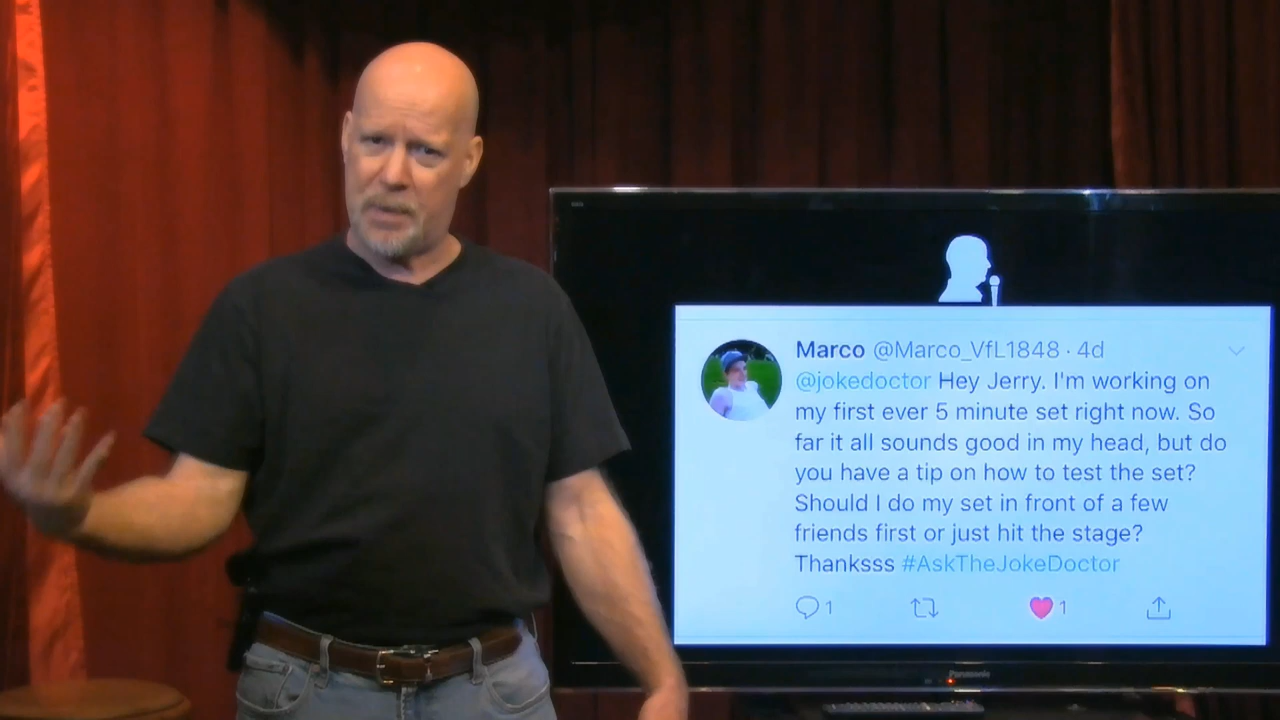 Marco @Marco_VfL1848 · 4d
@jokedoctor Hey Jerry. I'm working on
my first ever 5 minute set right now. So
far it all sounds good in my head, but do
you have a tip on how to test the set?
Should I do my set in front of a few
friends first or just hit the stage?
Thanksss #AskTheJokeDoctor
1
1
Panasonic